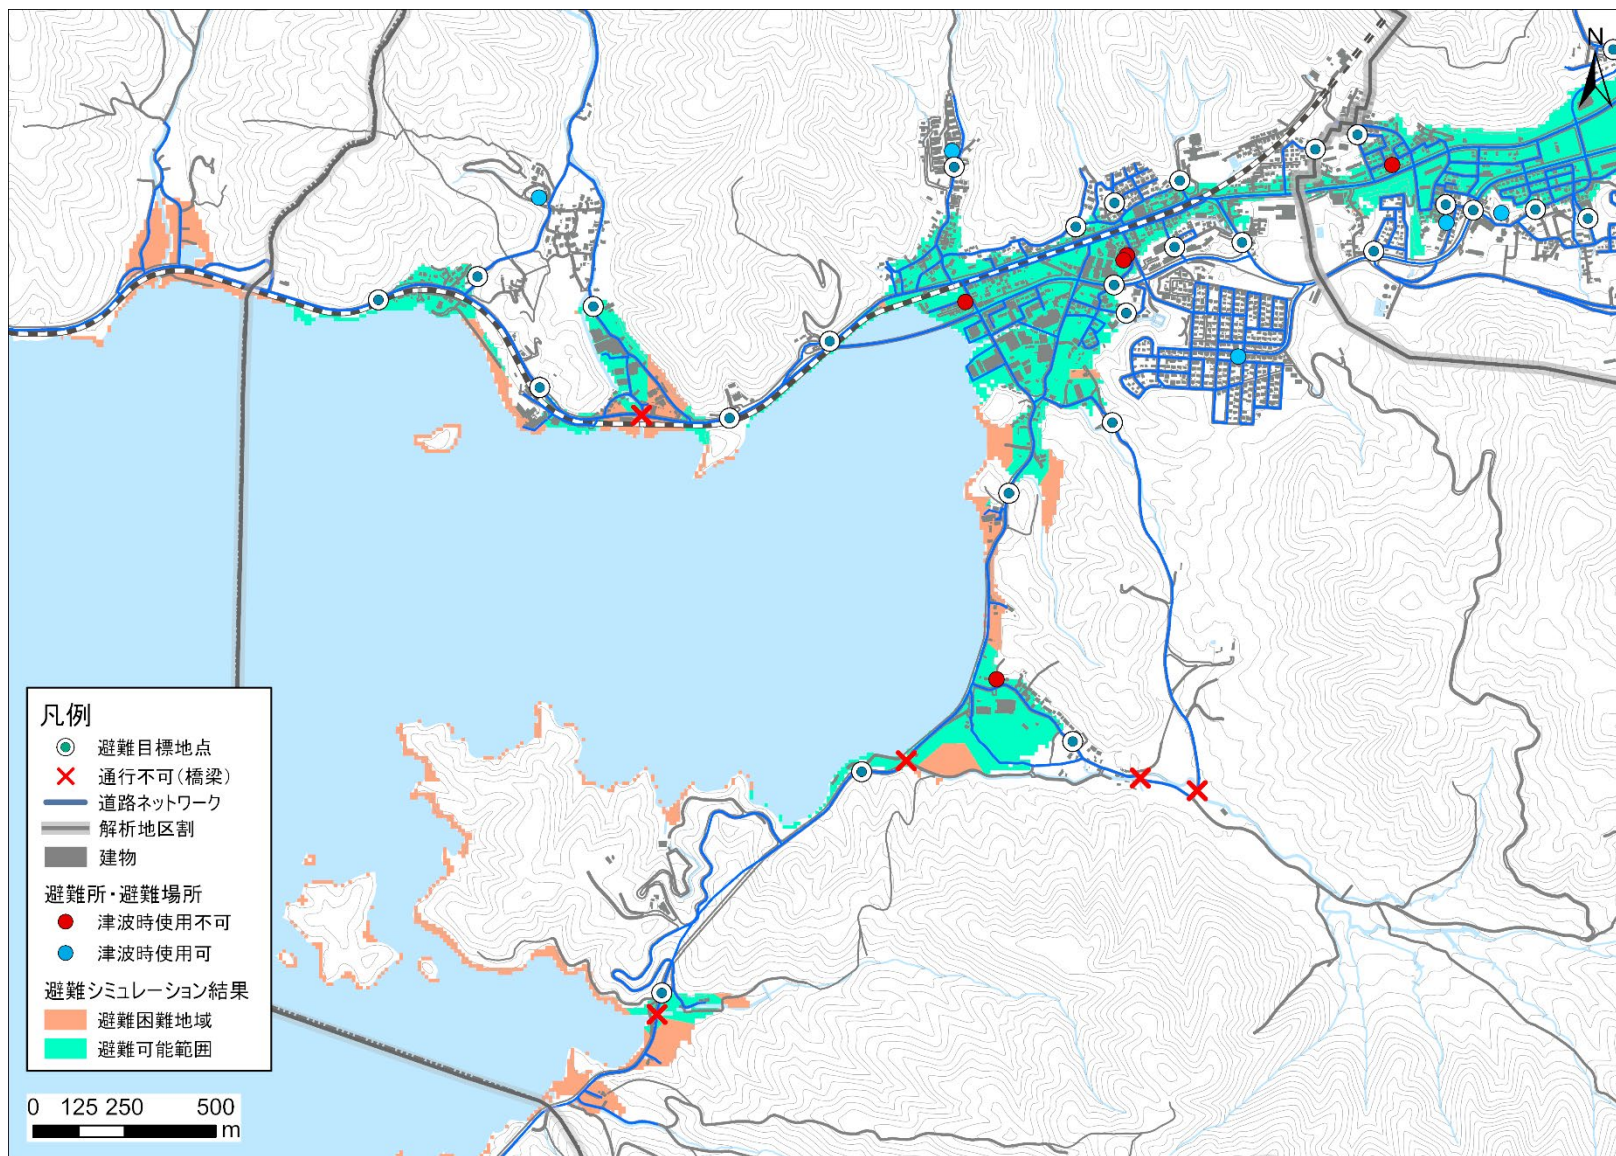 N
凡例
避難目標地点
通行不可(橋梁)
道路ネットワーク
解析地区割
建物
避難所・避難場所
津波時使用不可
津波時使用可
避難シミュレーション結果
避難困難地域
避難可能範囲
0 125 250 500
m